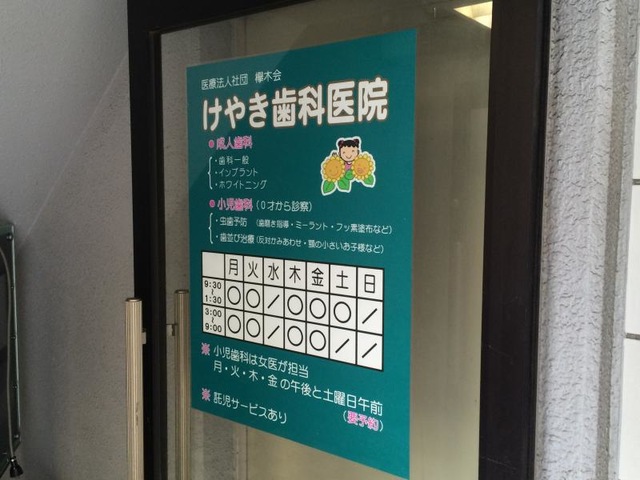 医療法人社団 欅木会
けやき歯科医院
成人歯科
・歯科一般
・インプラント
・ホワイトニング
小児歯科(0才から診察)
・虫歯予防 (歯磨き指導・ミーラント・フッ素塗布など)
・歯並び治療(反対かみあわせ・顎の小さいお子様など)
月 火 水 木 金 土 日
9:30〜1:30 ○ ○ / ○ ○ ○ /
3:00〜9:00 ○ ○ / ○ ○ / /
※ 小児歯科は女医が担当
月・火・木・金の午後と土曜日午前
(要予約)
※ 託児サービスあり